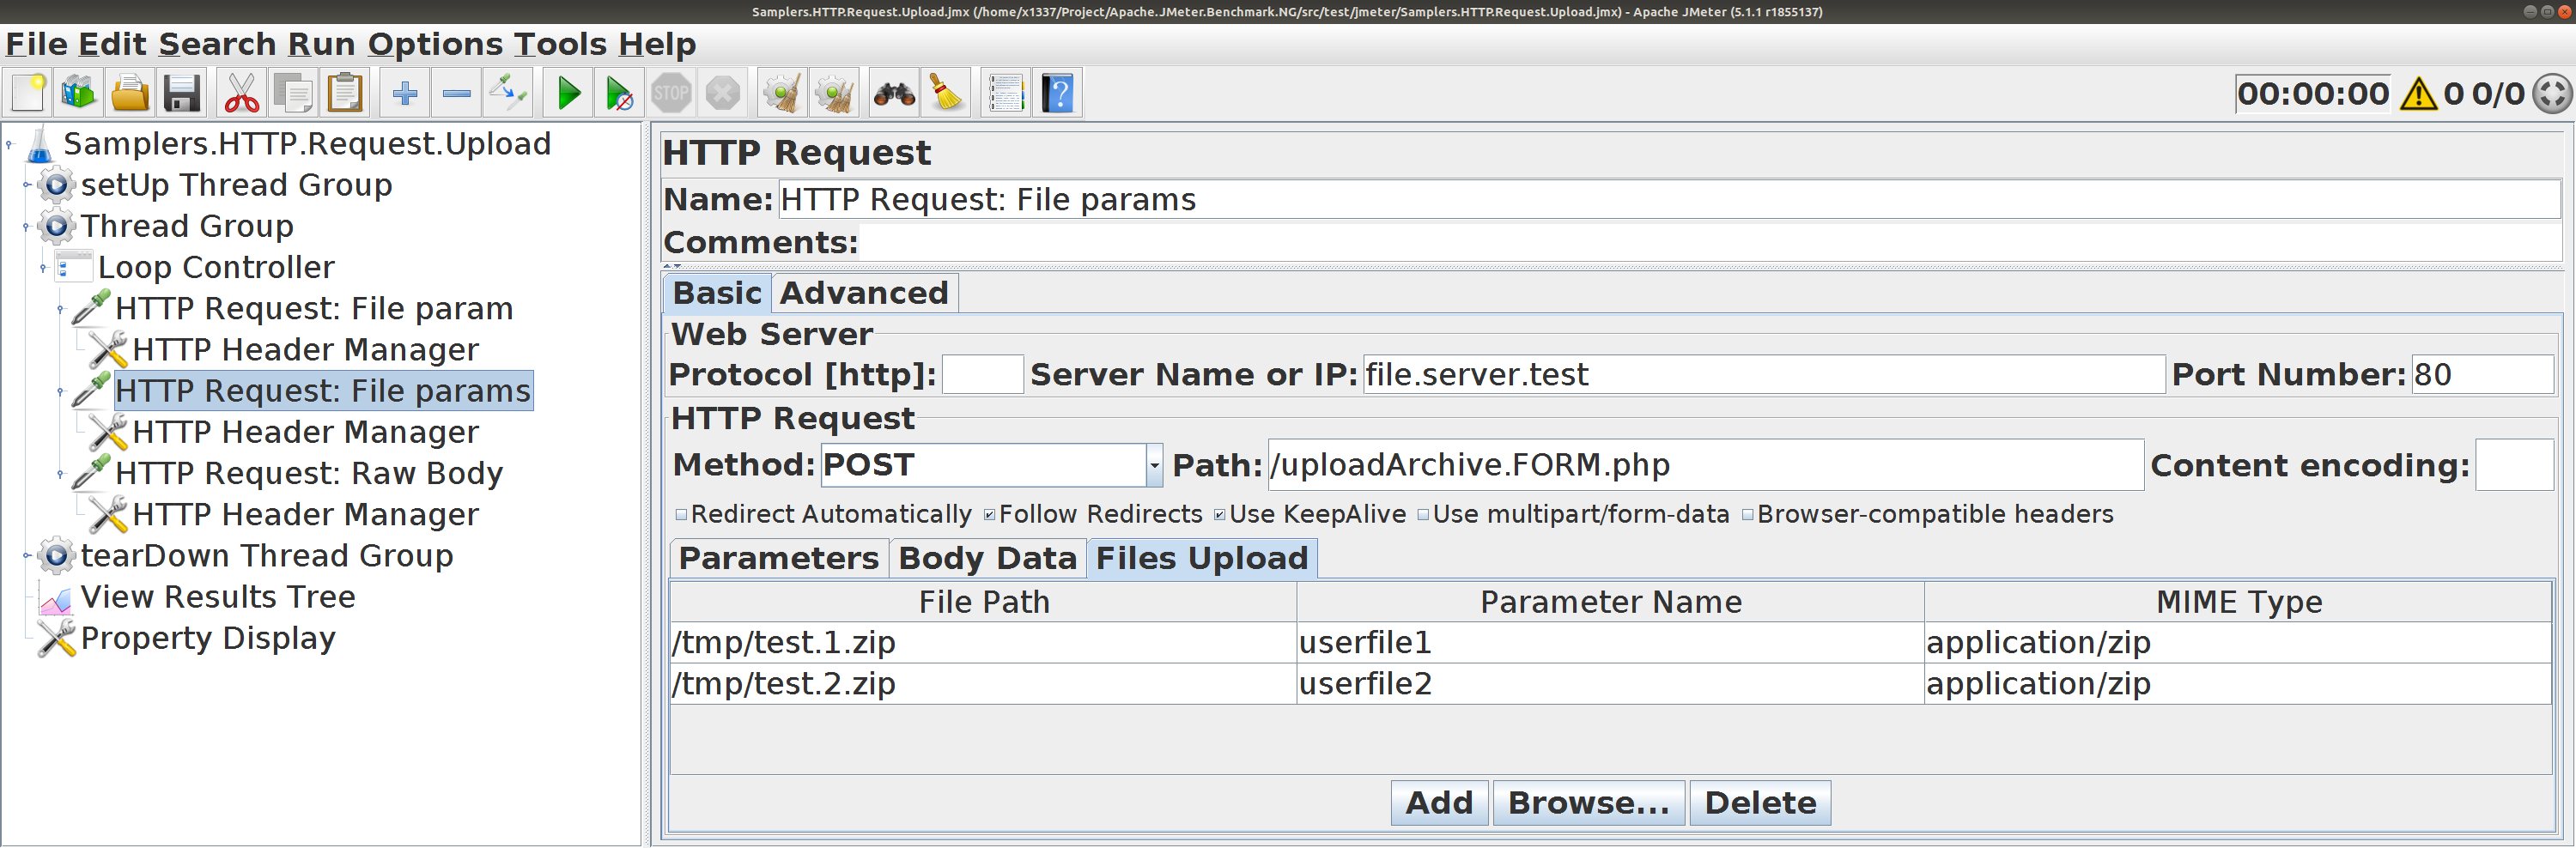 Samplers.HTTP.Request.Upload.jmx (/home/x1337/Project/Apache.JMeter.Benchmark.NG/src/test/jmeter/Samplers.HTTP.Request.Upload.jmx) - Apache JMeter (5.1.1 r1855137)
File Edit Search Run Options Tools Help
STOP
00:00:00 0 0/0
Samplers.HTTP.Request.Upload
setUp Thread Group
Thread Group
Loop Controller
HTTP Request: File param
HTTP Header Manager
HTTP Request: File params
HTTP Header Manager
HTTP Request: Raw Body
HTTP Header Manager
tearDown Thread Group
View Results Tree
Property Display
HTTP Request
Name: HTTP Request: File params
Comments:
Basic Advanced
Web Server
Protocol [http]: Server Name or IP: file.server.test Port Number: 80
HTTP Request
Method: POST Path: /uploadArchive.FORM.php Content encoding:
Redirect Automatically Follow Redirects Use KeepAlive Use multipart/form-data Browser-compatible headers
Parameters Body Data Files Upload
File Path Parameter Name MIME Type
/tmp/test.1.zip userfile1 application/zip
/tmp/test.2.zip userfile2 application/zip
Add Browse... Delete